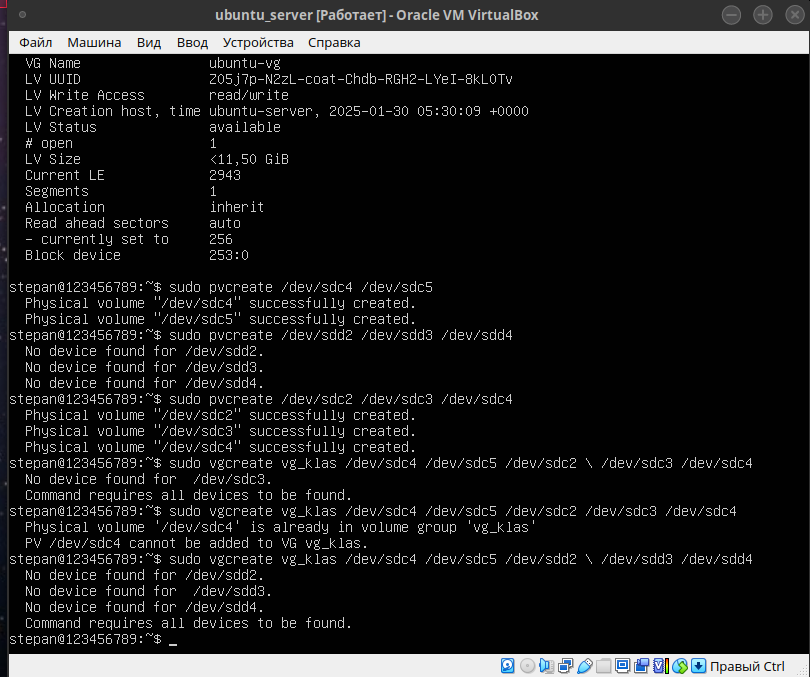 ubuntu_server [Работает] - Oracle VM VirtualBox
Файл Машина Вид Ввод Устройства Справка
VG Name ubuntu-vg
LV UUID Z05j7p-N2zL-coat-Chdb-RGH2-LYeI-8kL0Tv
LV Write Access read/write
LV Creation host, time ubuntu-server, 2025-01-30 05:30:09 +0000
LV Status available
# open 1
LV Size <11,50 GiB
Current LE 2943
Segments 1
Allocation inherit
Read ahead sectors auto
- currently set to 256
Block device 253:0
stepan@123456789:~$ sudo pvcreate /dev/sdc4 /dev/sdc5
Physical volume "/dev/sdc4" successfully created.
Physical volume "/dev/sdc5" successfully created.
stepan@123456789:~$ sudo pvcreate /dev/sdd2 /dev/sdd3 /dev/sdd4
No device found for /dev/sdd2.
No device found for /dev/sdd3.
No device found for /dev/sdd4.
stepan@123456789:~$ sudo pvcreate /dev/sdc2 /dev/sdc3 /dev/sdc4
Physical volume "/dev/sdc2" successfully created.
Physical volume "/dev/sdc3" successfully created.
Physical volume "/dev/sdc4" successfully created.
stepan@123456789:~$ sudo vgcreate vg_klas /dev/sdc4 /dev/sdc5 /dev/sdc2 \ /dev/sdc3 /dev/sdc4
No device found for  /dev/sdc3.
Command requires all devices to be found.
stepan@123456789:~$ sudo vgcreate vg_klas /dev/sdc4 /dev/sdc5 /dev/sdc2 /dev/sdc3 /dev/sdc4
Physical volume '/dev/sdc4' is already in volume group 'vg_klas'
PV /dev/sdc4 cannot be added to VG vg_klas.
stepan@123456789:~$ sudo vgcreate vg_klas /dev/sdc4 /dev/sdc5 /dev/sdd2 \ /dev/sdd3 /dev/sdd4
No device found for /dev/sdd2.
No device found for  /dev/sdd3.
No device found for /dev/sdd4.
Command requires all devices to be found.
stepan@123456789:~$ _
Правый Ctrl